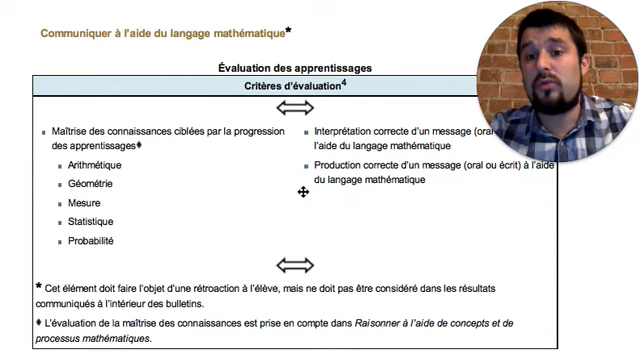 Communiquer à l'aide du langage mathématique*
Évaluation des apprentissages
Critères d'évaluation4
Maîtrise des connaissances ciblées par la progression
des apprentissages♦
Arithmétique
Géométrie
Mesure
Statistique
Probabilité
Interprétation correcte d'un message (oral
l'aide du langage mathématique
Production correcte d'un message (oral ou écrit) à l'aide
du langage mathématique
* Cet élément doit faire l'objet d'une rétroaction à l'élève, mais ne doit pas être considéré dans les résultats
communiqués à l'intérieur des bulletins.
♦ L'évaluation de la maîtrise des connaissances est prise en compte dans Raisonner à l'aide de concepts et de
processus mathématiques.